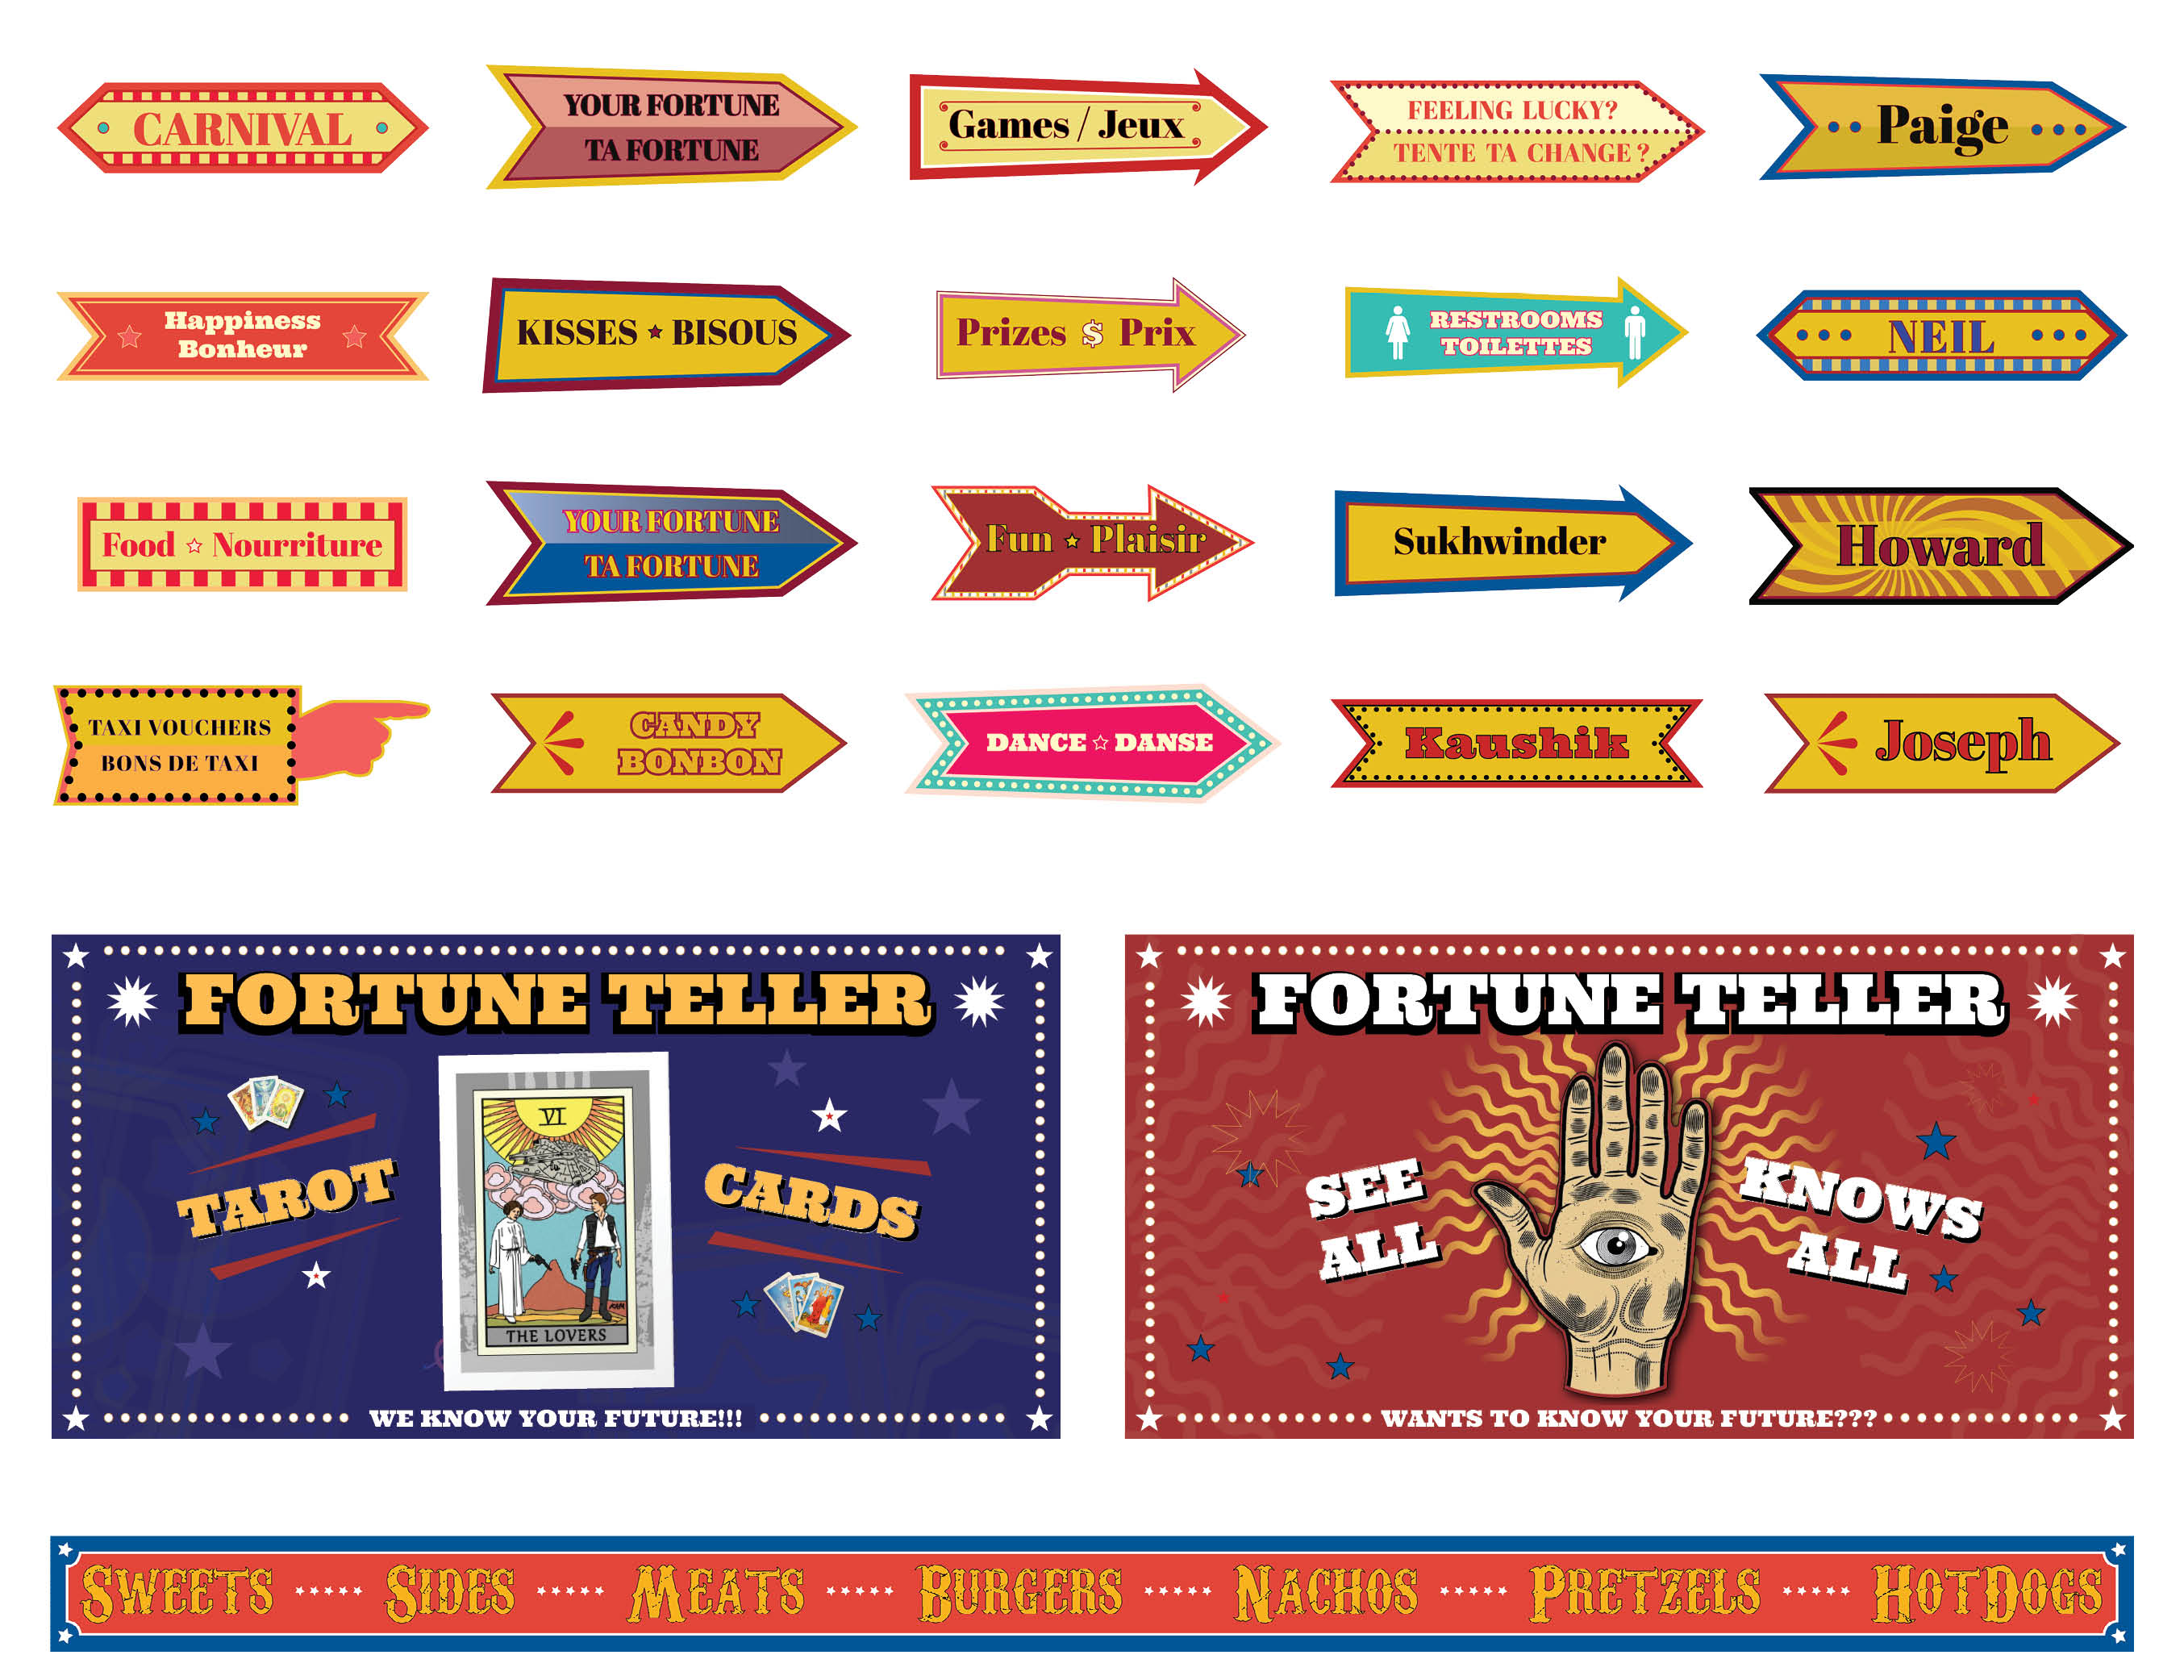 CARNIVAL
YOUR FORTUNE
TA FORTUNE
Games / Jeux
FEELING LUCKY?
TENTE TA CHANGE ?
Paige
Happiness
Bonheur
KISSES ★ BISOUS
Prizes $ Prix
RESTROOMS
TOILETTES
NEIL
Food ☆ Nourriture
YOUR FORTUNE
TA FORTUNE
Fun ★ Plaisir
Sukhwinder
Howard
TAXI VOUCHERS
BONS DE TAXI
CANDY
BONBON
DANCE ☆ DANSE
Kaushik
Joseph
FORTUNE TELLER
TAROT
VI
THE LOVERS
CARDS
WE KNOW YOUR FUTURE!!!
FORTUNE TELLER
SEE
ALL
KNOWS
ALL
WANTS TO KNOW YOUR FUTURE???
SWEETS ★★★★★ SIDES ★★★★★ MEATS ★★★★★ BURGERS ★★★★★ NACHOS ★★★★★ PRETZELS ★★★★★ HOTDOGS